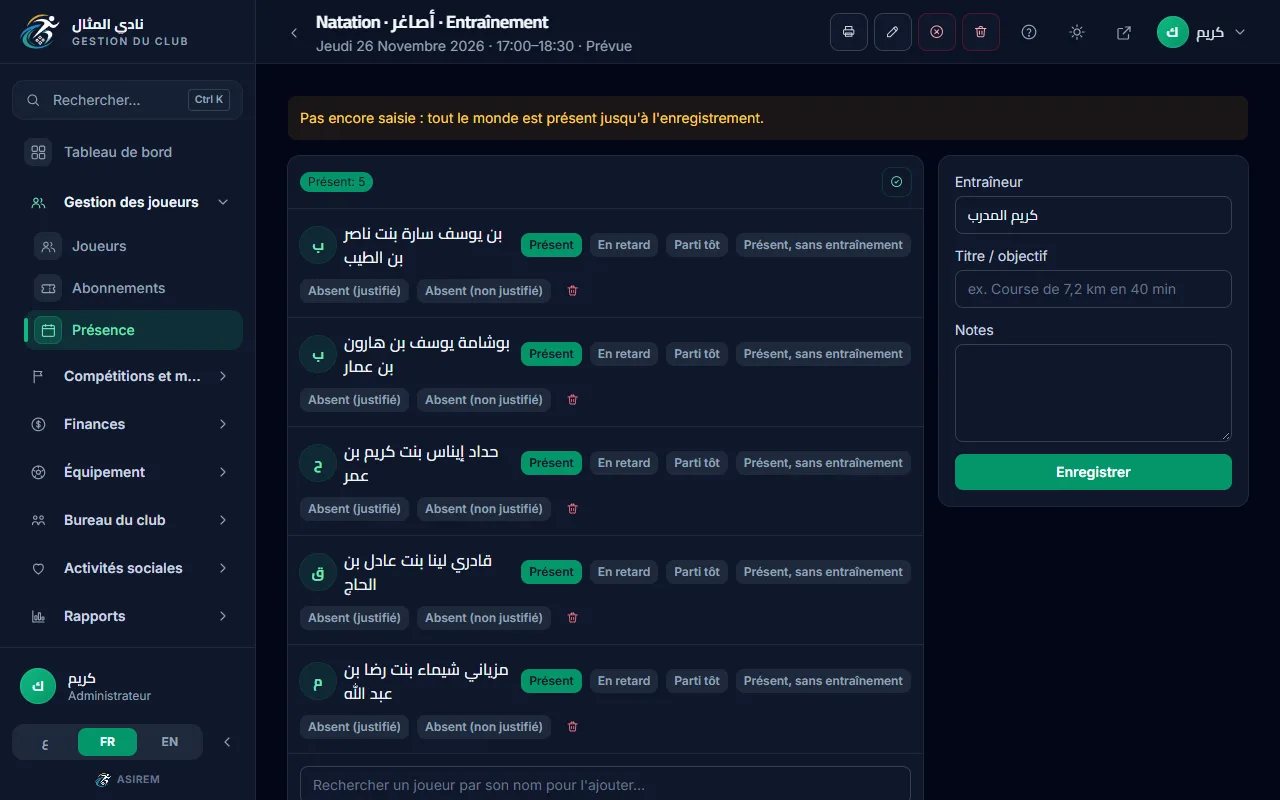 نادي المثال
GESTION DU CLUB
Rechercher...
Ctrl K
Tableau de bord
Gestion des joueurs
Joueurs
Abonnements
Présence
Compétitions et m...
Finances
Équipement
Bureau du club
Activités sociales
Rapports
ك
كريم
Administrateur
ع
FR
EN
ASIREM
Natation · أصاغر · Entraînement
Jeudi 26 Novembre 2026 · 17:00–18:30 · Prévue
ك
كريم
Pas encore saisie : tout le monde est présent jusqu'à l'enregistrement.
Présent: 5
ب
بن يوسف سارة بنت ناصر
بن الطيب
Présent
En retard
Parti tôt
Présent, sans entraînement
Absent (justifié)
Absent (non justifié)
ب
بوشامة يوسف بن هارون
بن عمار
Présent
En retard
Parti tôt
Présent, sans entraînement
Absent (justifié)
Absent (non justifié)
ح
حداد إيناس بنت كريم بن
عمر
Présent
En retard
Parti tôt
Présent, sans entraînement
Absent (justifié)
Absent (non justifié)
ق
قادري لينا بنت عادل بن
الحاج
Présent
En retard
Parti tôt
Présent, sans entraînement
Absent (justifié)
Absent (non justifié)
م
مزياني شيماء بنت رضا بن
عبد الله
Présent
En retard
Parti tôt
Présent, sans entraînement
Absent (justifié)
Absent (non justifié)
Rechercher un joueur par son nom pour l'ajouter...
Entraîneur
كريم المدرب
Titre / objectif
ex. Course de 7,2 km en 40 min
Notes
Enregistrer